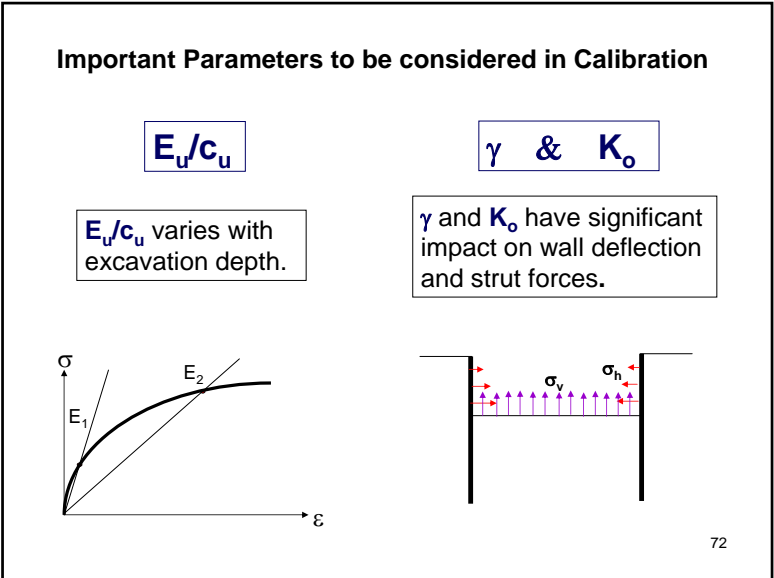 Important Parameters to be considered in Calibration
Eu/cu
γ & Ko
Eu/cu varies with
excavation depth.
γ and Ko have significant
impact on wall deflection
and strut forces.
σ
E1
E2
ε
σv
σh
72